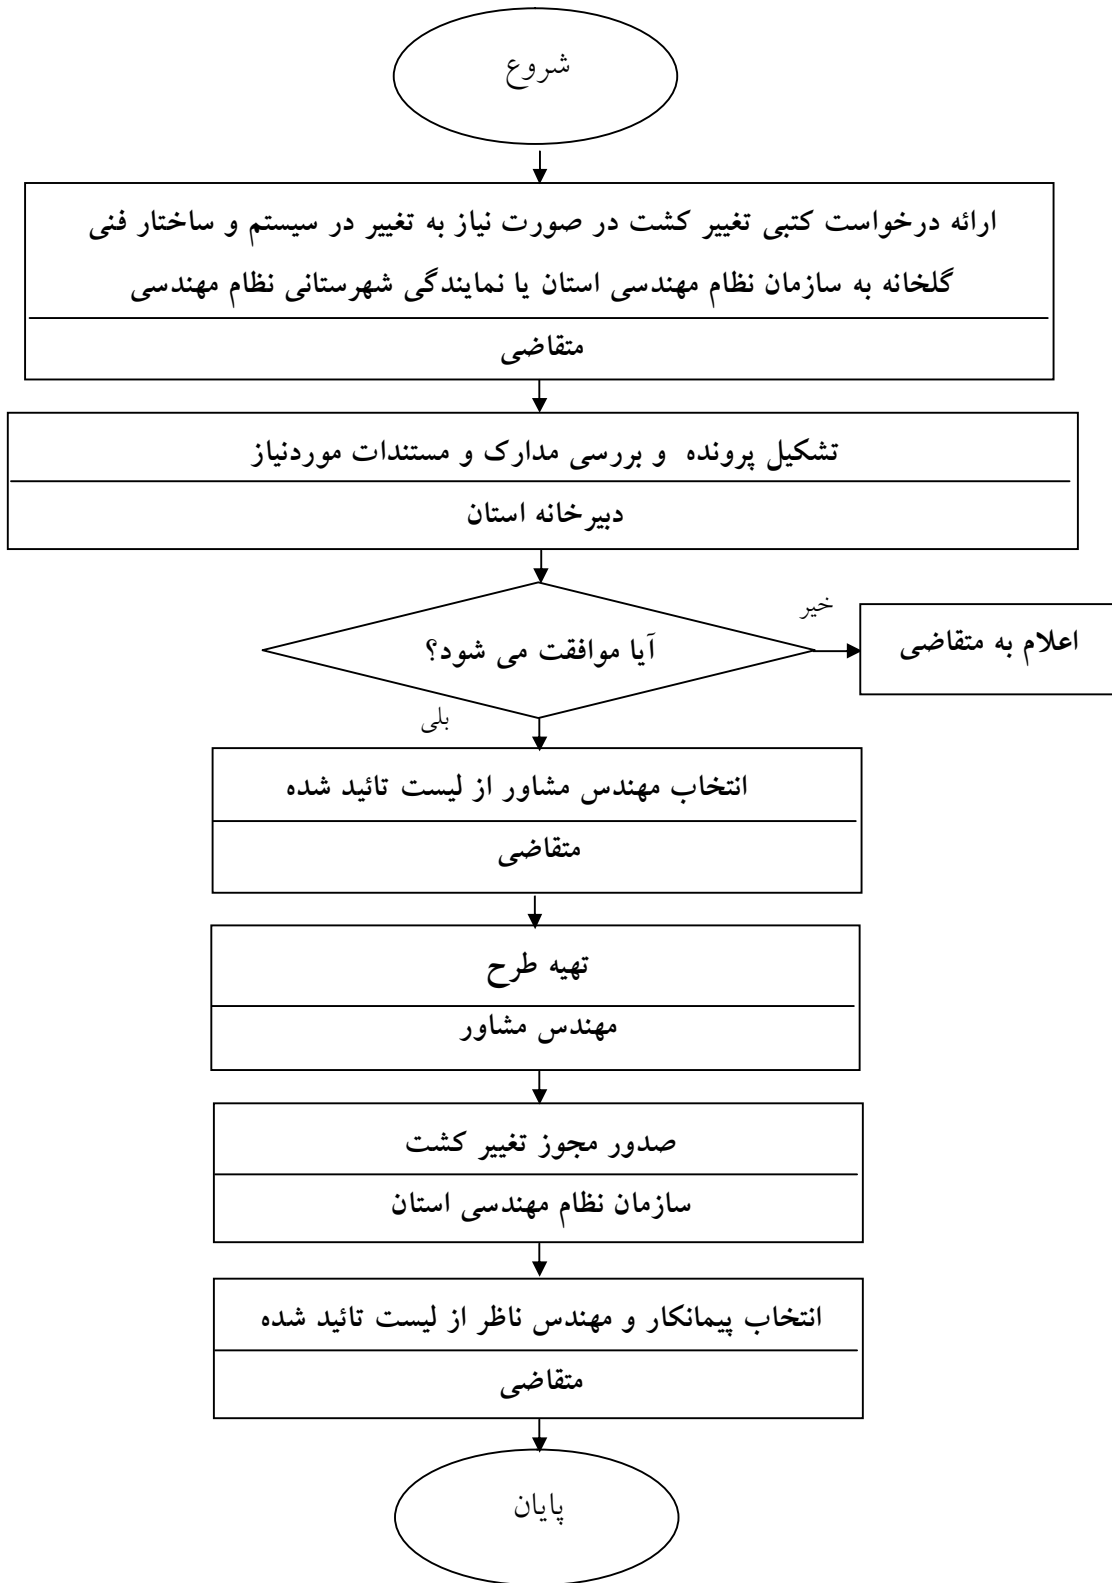 شروع
ارائه درخواست کتبی تغییر کشت در صورت نیاز به تغییر در سیستم و ساختار فنی
گلخانه به سازمان نظام مهندسی استان یا نمایندگی شهرستانی نظام مهندسی
متقاضی
تشکیل پرونده و بررسی مدارک و مستندات موردنیاز
دبیرخانه استان
آیا موافقت می شود؟
خیر
اعلام به متقاضی
بلی
انتخاب مهندس مشاور از لیست تائید شده
متقاضی
تهیه طرح
مهندس مشاور
صدور مجوز تغییر کشت
سازمان نظام مهندسی استان
انتخاب پیمانکار و مهندس ناظر از لیست تائید شده
متقاضی
پایان